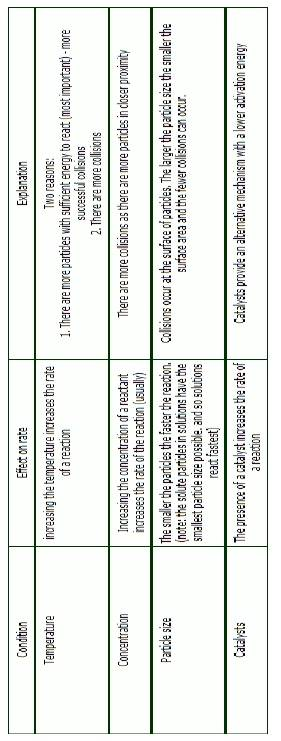 Condition
Effect on rate
Explanation
Temperature
increasing the temperature increases the rate
of a reaction
Two reasons:
1. There are more particles with sufficient energy to react (most important) - more
successful collisions
2. There are more collisions
Concentration
Increasing the concentration of a reactant
increases the rate of the reaction (usually)
There are more collisions as there are more particles in closer proximity
Particle size
The smaller the particles the faster the reaction.
(note: the solute particles in solutions have the
smallest particle size possible, and so solutions
react fastest)
Collisions occur at the surface of particles. The larger the particle size the smaller the
surface area and the fewer collisions can occur.
Catalysts
The presence of a catalyst increases the rate of
a reaction
Catalysts provide an alternative mechanism with a lower activation energy